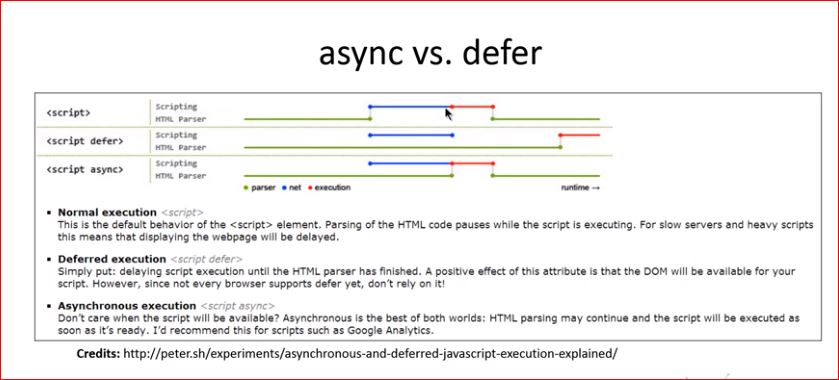 async vs. defer
<script>
Scripting
HTML Parser
<script defer>
Scripting
HTML Parser
<script async>
Scripting
HTML Parser
parser net execution runtime →
Normal execution <script>
This is the default behavior of the <script> element. Parsing of the HTML code pauses while the script is executing. For slow servers and heavy scripts
this means that displaying the webpage will be delayed.
Deferred execution <script defer>
Simply put: delaying script execution until the HTML parser has finished. A positive effect of this attribute is that the DOM will be available for your
script. However, since not every browser supports defer yet, don't rely on it!
Asynchronous execution <script async>
Don't care when the script will be available? Asynchronous is the best of both worlds: HTML parsing may continue and the script will be executed as
soon as it's ready. I'd recommend this for scripts such as Google Analytics.
Credits: http://peter.sh/experiments/asynchronous-and-deferred-javascript-execution-explained/